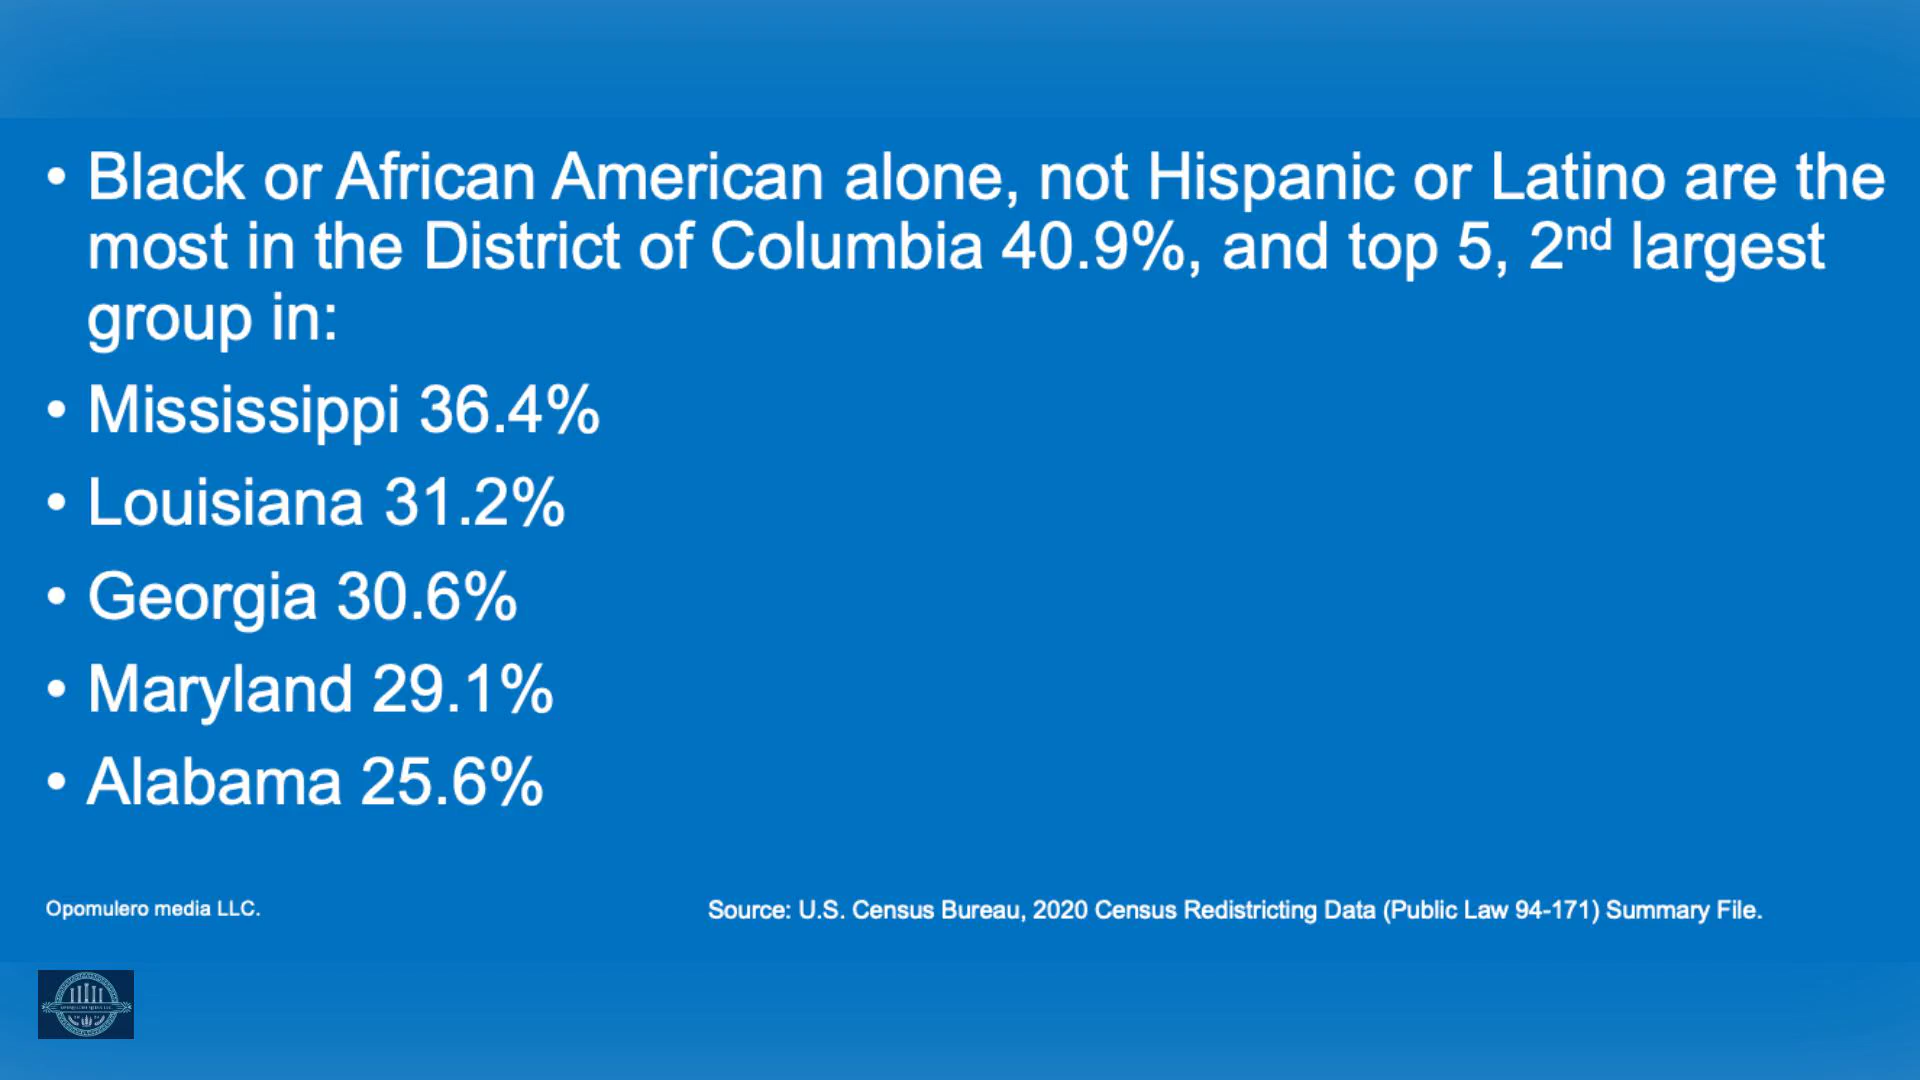 • Black or African American alone, not Hispanic or Latino are the
most in the District of Columbia 40.9%, and top 5, 2nd largest
group in:
• Mississippi 36.4%
• Louisiana 31.2%
• Georgia 30.6%
• Maryland 29.1%
• Alabama 25.6%
Opomulero media LLC.
Source: U.S. Census Bureau, 2020 Census Redistricting Data (Public Law 94-171) Summary File.